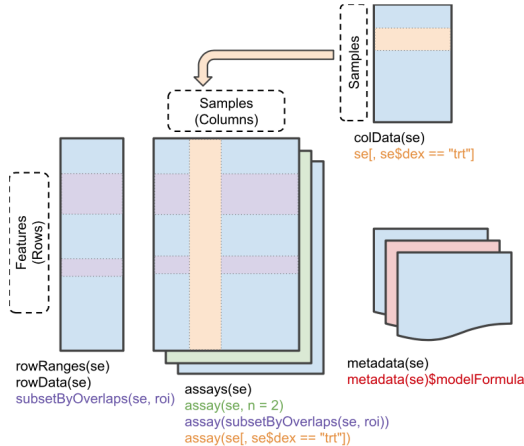 Samples
Samples
(Columns)
colData(se)
se[, se$dex == "trt"]
Features
(Rows)
rowRanges(se)
rowData(se)
subsetByOverlaps(se, roi)
assays(se)
assay(se, n = 2)
assay(subsetByOverlaps(se, roi))
assay(se[, se$dex == "trt"])
metadata(se)
metadata(se)$modelFormula